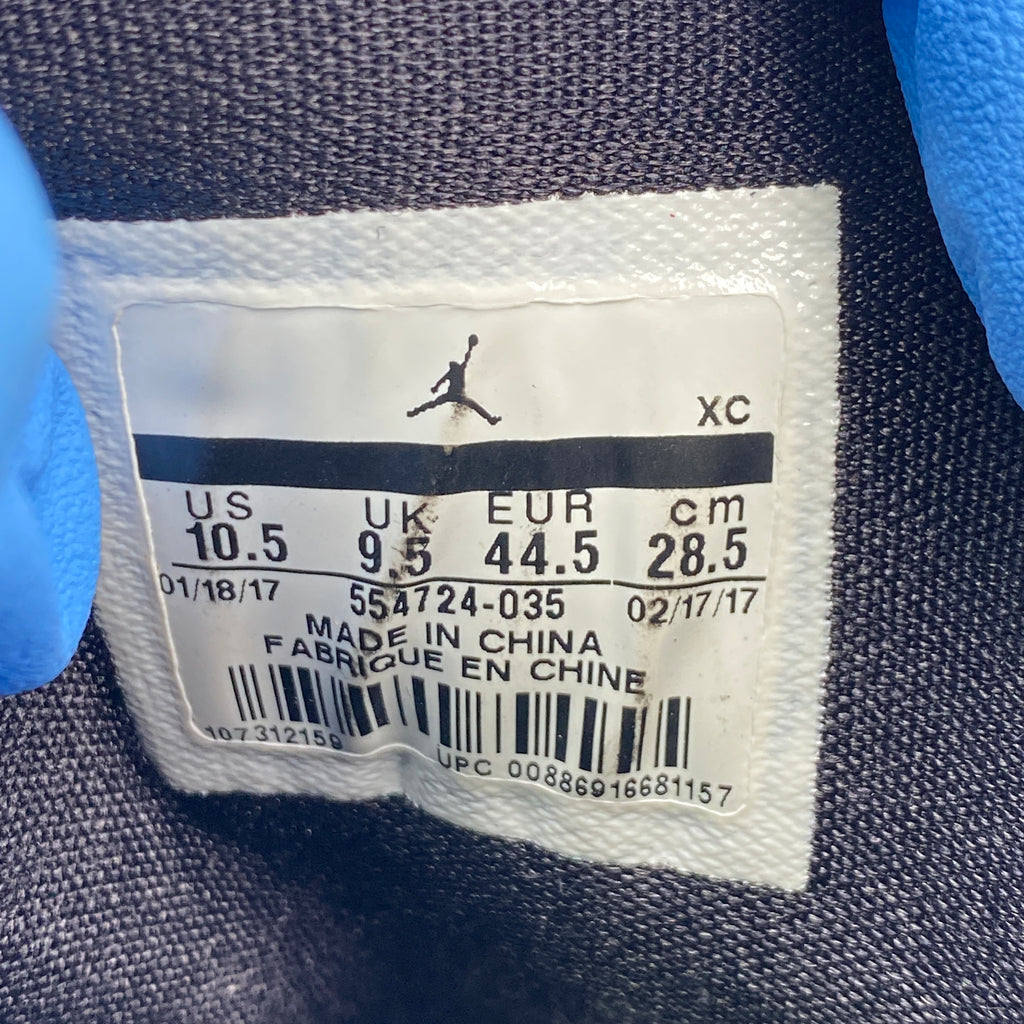 XC
US UK EUR cm
10.5 9.5 44.5 28.5
01/18/17 554724-035 02/17/17
MADE IN CHINA
FABRIQUE EN CHINE
107312159
UPC 00886916681157